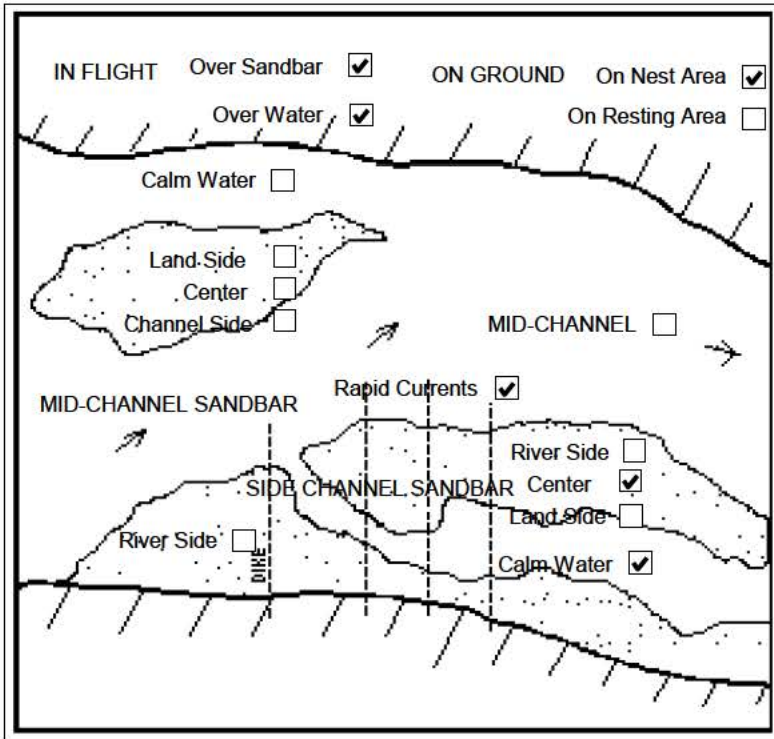 IN FLIGHT Over Sandbar ON GROUND On Nest Area
Over Water On Resting Area
Calm Water
Land Side
Center
Channel Side
MID-CHANNEL
Rapid Currents
MID-CHANNEL SANDBAR
River Side
SIDE CHANNEL SANDBAR Center
Land Side
River Side
DIKE
Calm Water